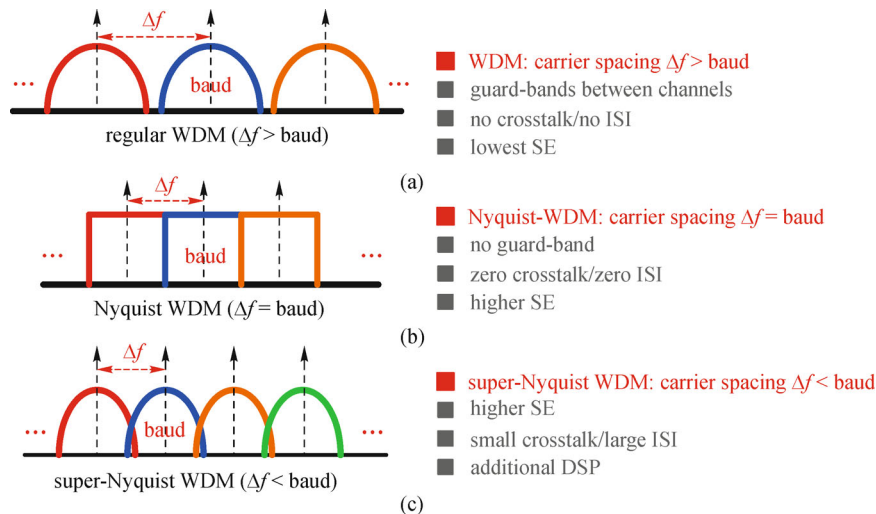 Δf
baud
... ...
regular WDM (Δf > baud)
WDM: carrier spacing Δf > baud
guard-bands between channels
no crosstalk/no ISI
lowest SE
(a)
Δf
baud
... ...
Nyquist WDM (Δf = baud)
Nyquist-WDM: carrier spacing Δf = baud
no guard-band
zero crosstalk/zero ISI
higher SE
(b)
Δf
baud
... ...
super-Nyquist WDM (Δf < baud)
super-Nyquist WDM: carrier spacing Δf < baud
higher SE
small crosstalk/large ISI
additional DSP
(c)